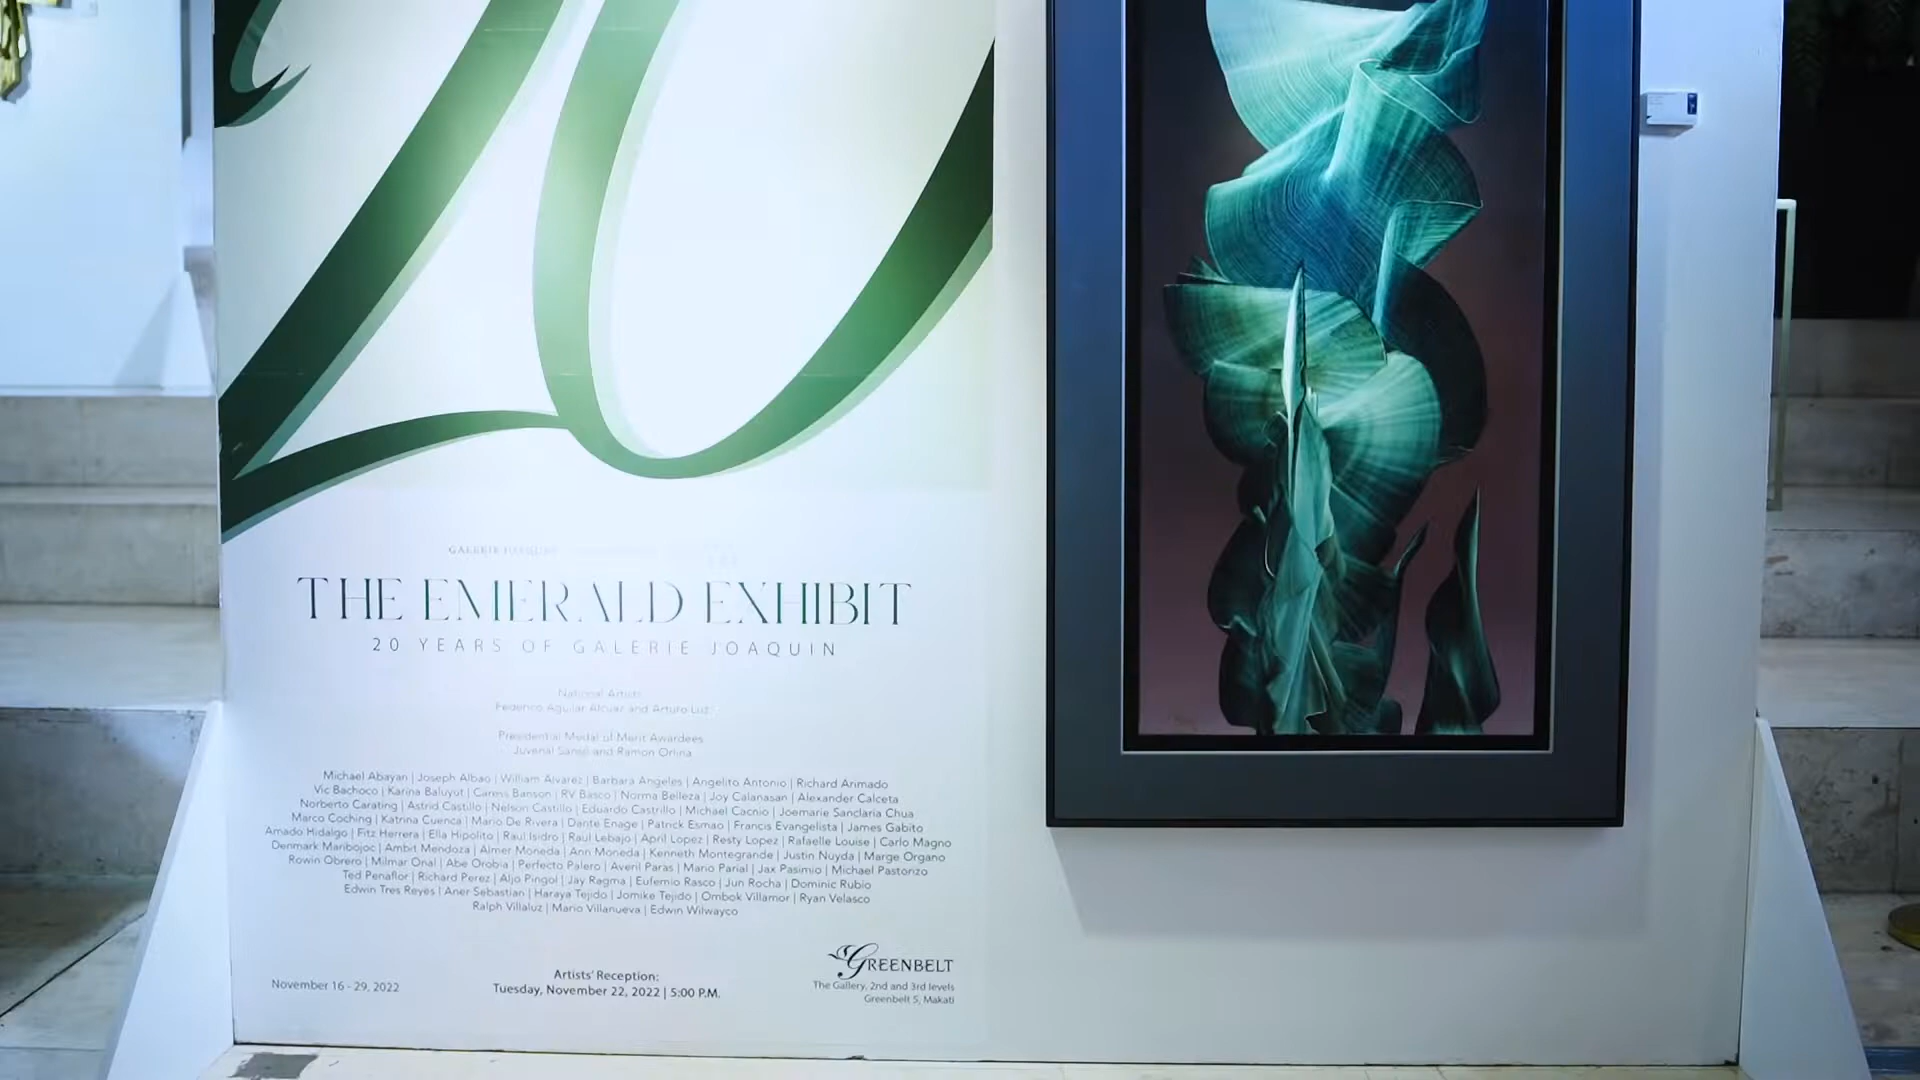 20
GALERIE JOAQUIN
THE EMERALD EXHIBIT
20 YEARS OF GALERIE JOAQUIN
National Artists
Federico Aguilar Alcuaz and Arturo Luz
Presidential Medal of Merit Awardees
Juvenal Sansó and Ramon Orlina
Michael Abayan | Joseph Albao | William Alvarez | Barbara Angeles | Angelito Antonio | Richard Arimado
Vic Bachoco | Karina Baluyut | Caress Banson | RV Basco | Norma Belleza | Joy Calanasan | Alexander Calceta
Norberto Carating | Astrid Castillo | Nelson Castillo | Eduardo Castrillo | Michael Cacnio | Joemarie Sanclaria Chua
Marco Coching | Katrina Cuenca | Mario De Rivera | Dante Enage | Patrick Esmao | Francis Evangelista | James Gabito
Amado Hidalgo | Fitz Herrera | Ella Hipolito | Raul Isidro | Raul Lebajo | April Lopez | Resty Lopez | Rafaelle Louise | Carlo Magno
Denmark Maribojoc | Ambit Mendoza | Almer Moneda | Ann Moneda | Kenneth Montegrande | Justin Nuyda | Marge Organo
Rowin Obrero | Milmar Onal | Abe Orobia | Perfecto Palero | Averil Paras | Mario Parial | Jax Pasimio | Michael Pastorizo
Ted Penaflor | Richard Perez | Aljo Pingol | Jay Ragma | Eufemio Rasco | Jun Rocha | Dominic Rubio
Edwin Tres Reyes | Aner Sebastian | Haraya Tejido | Jomike Tejido | Ombok Villamor | Ryan Velasco
Ralph Villaluz | Mario Villanueva | Edwin Wilwayco
November 16 - 29, 2022
Artists' Reception:
Tuesday, November 22, 2022 | 5:00 P.M.
GREENBELT
The Gallery, 2nd and 3rd levels
Greenbelt 5, Makati